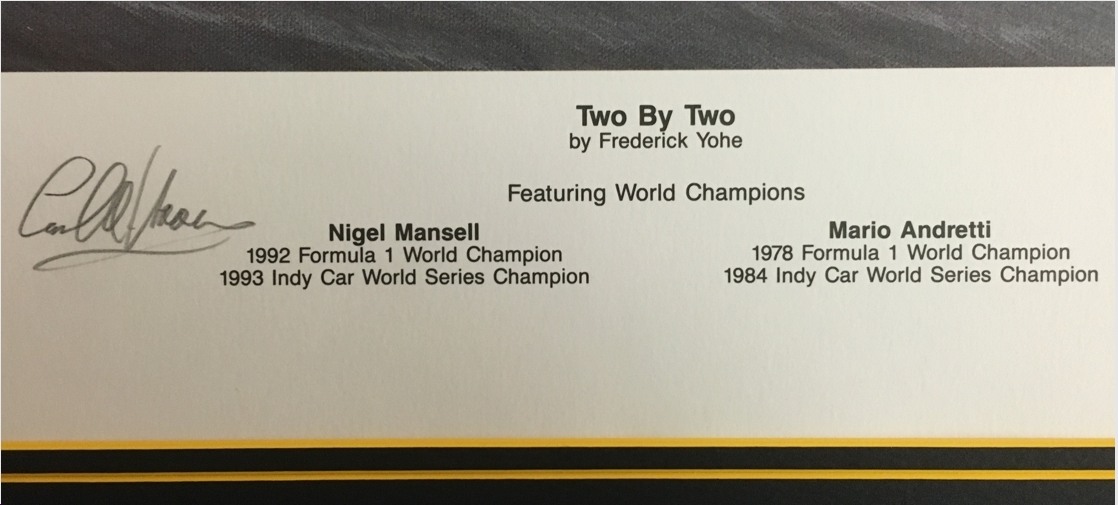 Two By Two
by Frederick Yohe
Featuring World Champions
Nigel Mansell
1992 Formula 1 World Champion
1993 Indy Car World Series Champion
Mario Andretti
1978 Formula 1 World Champion
1984 Indy Car World Series Champion